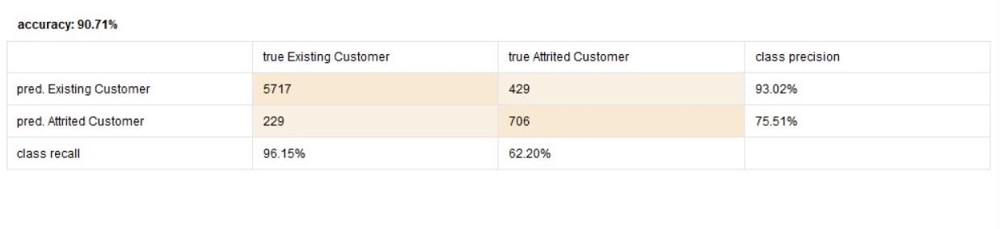 accuracy: 90.71%
true Existing Customer true Attrited Customer class precision
pred. Existing Customer 5717 429 93.02%
pred. Attrited Customer 229 706 75.51%
class recall 96.15% 62.20%